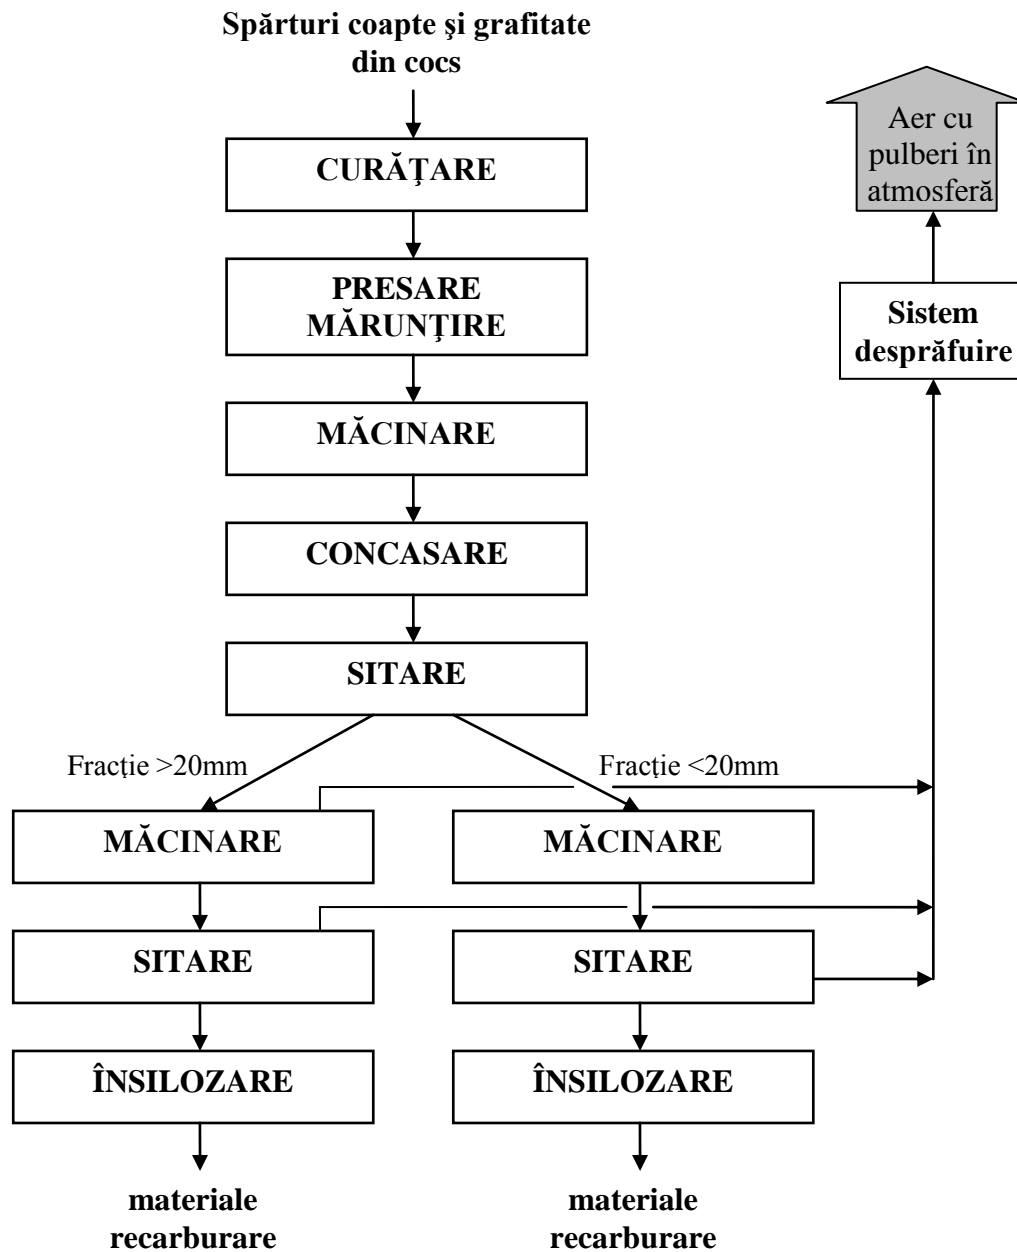 Spărturi coapte şi grafitate
din cocs
Aer cu
pulberi în
atmosferă
CURĂŢARE
PRESARE
MĂRUNŢIRE
Sistem
desprăfuire
MĂCINARE
CONCASARE
SITARE
Fracţie >20mm
Fracţie <20mm
MĂCINARE
MĂCINARE
SITARE
SITARE
ÎNSILOZARE
ÎNSILOZARE
materiale
recarburare
materiale
recarburare